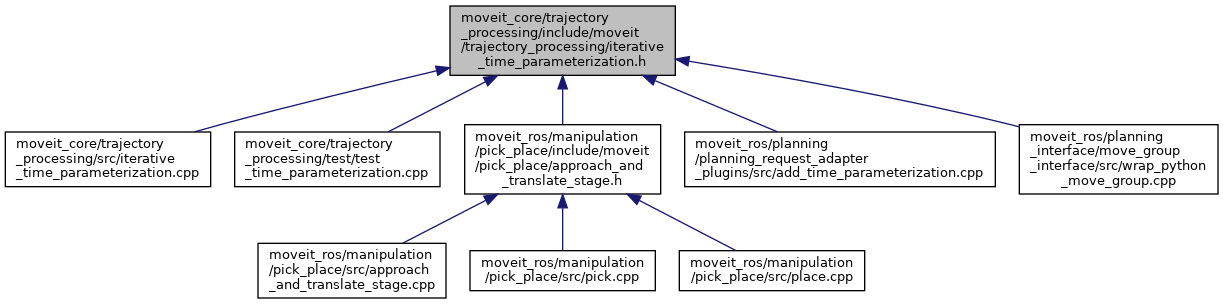 moveit_core/trajectory
_processing/include/moveit
/trajectory_processing/iterative
_time_parameterization.h
moveit_core/trajectory
_processing/src/iterative
_time_parameterization.cpp
moveit_core/trajectory
_processing/test/test
_time_parameterization.cpp
moveit_ros/manipulation
/pick_place/include/moveit
/pick_place/approach_and
_translate_stage.h
moveit_ros/planning
/planning_request_adapter
_plugins/src/add_time_parameterization.cpp
moveit_ros/planning
_interface/move_group
_interface/src/wrap_python
_move_group.cpp
moveit_ros/manipulation
/pick_place/src/approach
_and_translate_stage.cpp
moveit_ros/manipulation
/pick_place/src/pick.cpp
moveit_ros/manipulation
/pick_place/src/place.cpp